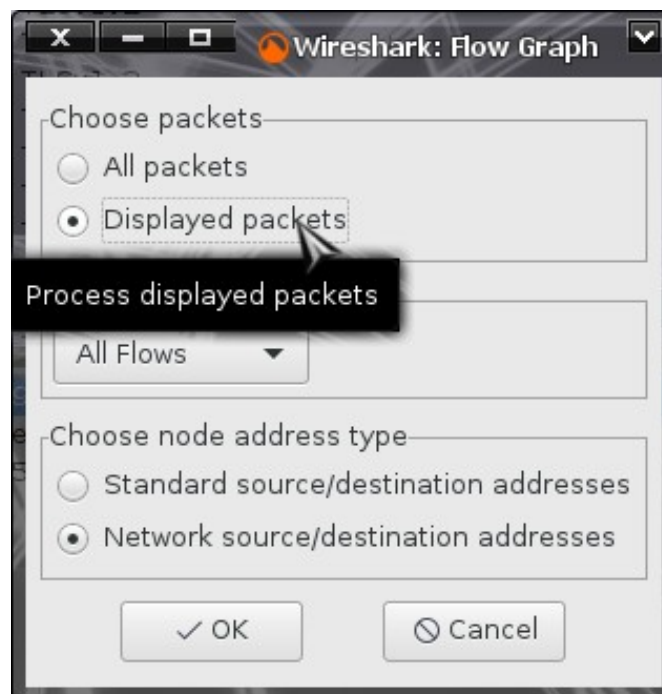 Wireshark: Flow Graph
Choose packets
All packets
Displayed packets
Process displayed packets
All Flows
Choose node address type
Standard source/destination addresses
Network source/destination addresses
OK
Cancel